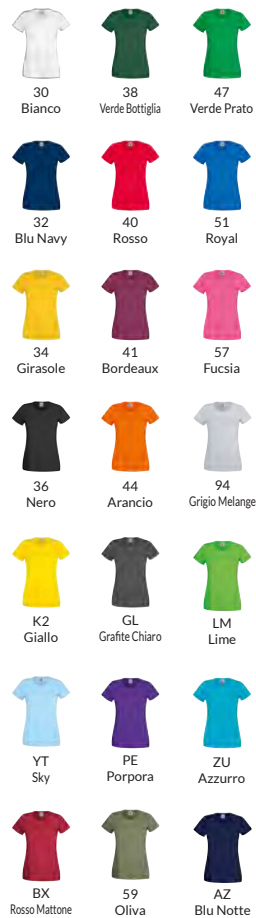 30
Bianco
38
Verde Bottiglia
47
Verde Prato
32
Blu Navy
40
Rosso
51
Royal
34
Girasole
41
Bordeaux
57
Fucsia
36
Nero
44
Arancio
94
Grigio Melange
K2
Giallo
GL
Grafite Chiaro
LM
Lime
YT
Sky
PE
Porpora
ZU
Azzurro
BX
Rosso Mattone
59
Oliva
AZ
Blu Notte